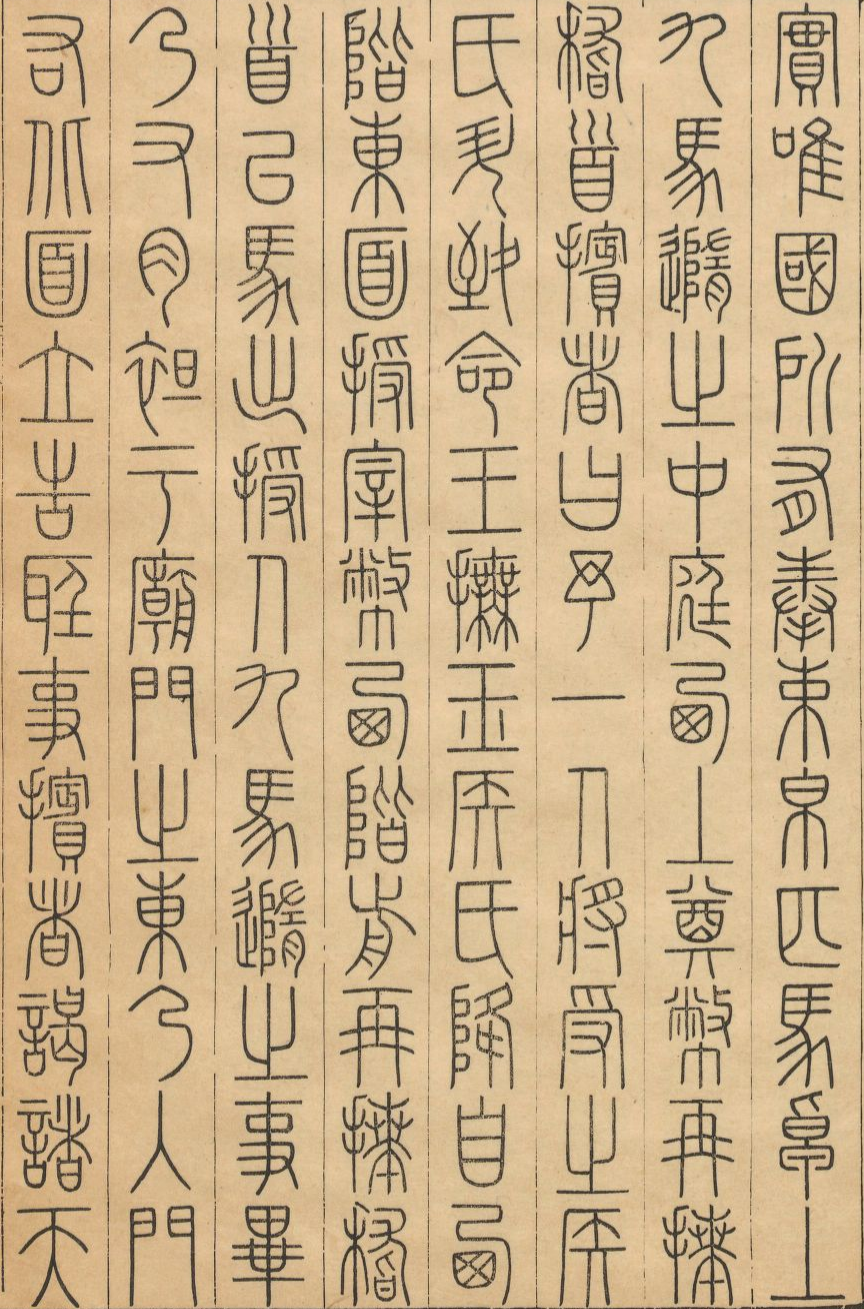 實唯國所有奉束帛匹馬卓上
九馬隨之中庭西上奠幣再拜
稽首擯者曰予一人將受之侯
氏升致命王撫玉侯氏降自西
階東面授宰幣西階前再拜稽
首以馬出授人九馬隨之事畢
乃右肉袒于廟門之東乃入門
右北面立告聽事擯者謁諸天